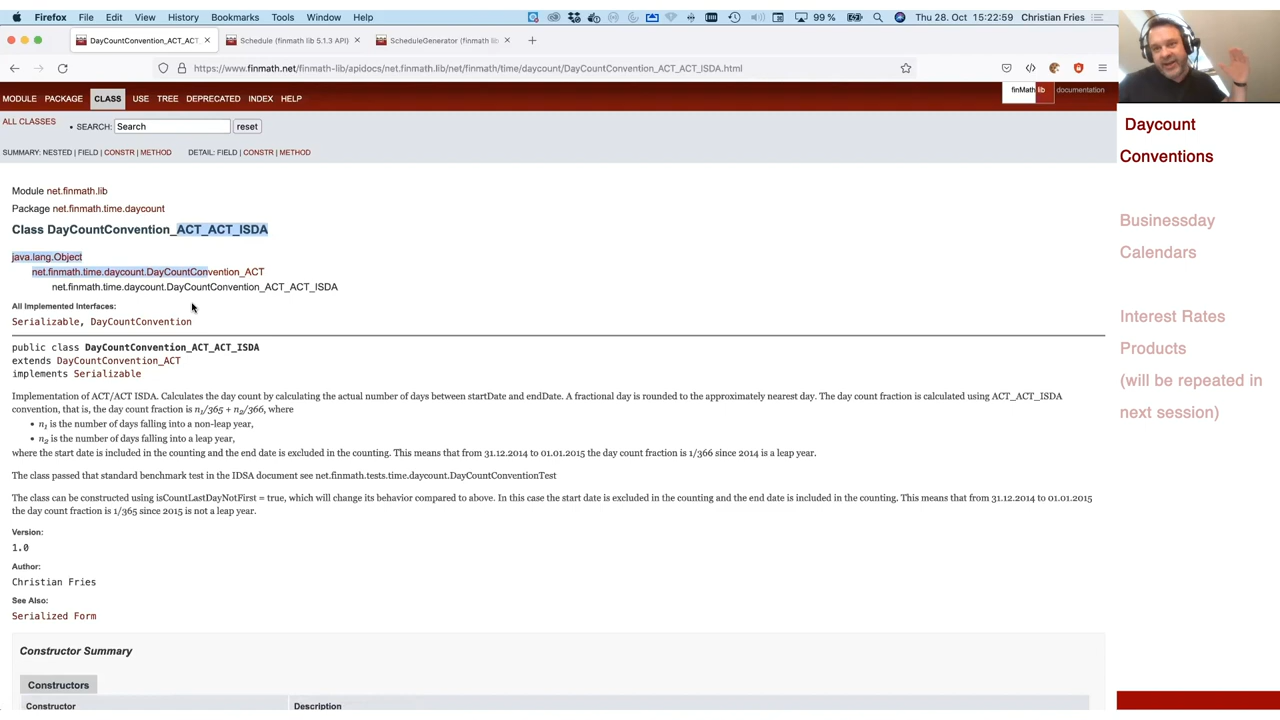 Firefox File Edit View History Bookmarks Tools Window Help 99 % Thu 28. Oct 15:22:59 Christian Fries
DayCountConvention_ACT_ACT_ Schedule (finmath lib 5.1.3 API) ScheduleGenerator (finmath lib
https://www.finmath.net/finmath-lib/apidocs/net.finmath.lib/net/finmath/time/daycount/DayCountConvention_ACT_ACT_ISDA.html
MODULE PACKAGE CLASS USE TREE DEPRECATED INDEX HELP
finMath lib documentation
ALL CLASSES
SEARCH: Search reset
SUMMARY: NESTED | FIELD | CONSTR | METHOD DETAIL: FIELD | CONSTR | METHOD
Module net.finmath.lib
Package net.finmath.time.daycount
Class DayCountConvention_ACT_ACT_ISDA
java.lang.Object
net.finmath.time.daycount.DayCountConvention_ACT
net.finmath.time.daycount.DayCountConvention_ACT_ACT_ISDA
All Implemented Interfaces:
Serializable, DayCountConvention
public class DayCountConvention_ACT_ACT_ISDA
extends DayCountConvention_ACT
implements Serializable
Implementation of ACT/ACT ISDA. Calculates the day count by calculating the actual number of days between startDate and endDate. A fractional day is rounded to the approximately nearest day. The day count fraction is calculated using ACT_ACT_ISDA
convention, that is, the day count fraction is n1/365 + n2/366, where
• n1 is the number of days falling into a non-leap year,
• n2 is the number of days falling into a leap year,
where the start date is included in the counting and the end date is excluded in the counting. This means that from 31.12.2014 to 01.01.2015 the day count fraction is 1/366 since 2014 is a leap year.
The class passed that standard benchmark test in the IDSA document see net.finmath.tests.time.daycount.DayCountConventionTest
The class can be constructed using isCountLastDayNotFirst = true, which will change its behavior compared to above. In this case the start date is excluded in the counting and the end date is included in the counting. This means that from 31.12.2014 to 01.01.2015
the day count fraction is 1/365 since 2015 is not a leap year.
Version:
1.0
Author:
Christian Fries
See Also:
Serialized Form
Constructor Summary
Constructors
Constructor Description
Daycount
Conventions
Businessday
Calendars
Interest Rates
Products
(will be repeated in
next session)